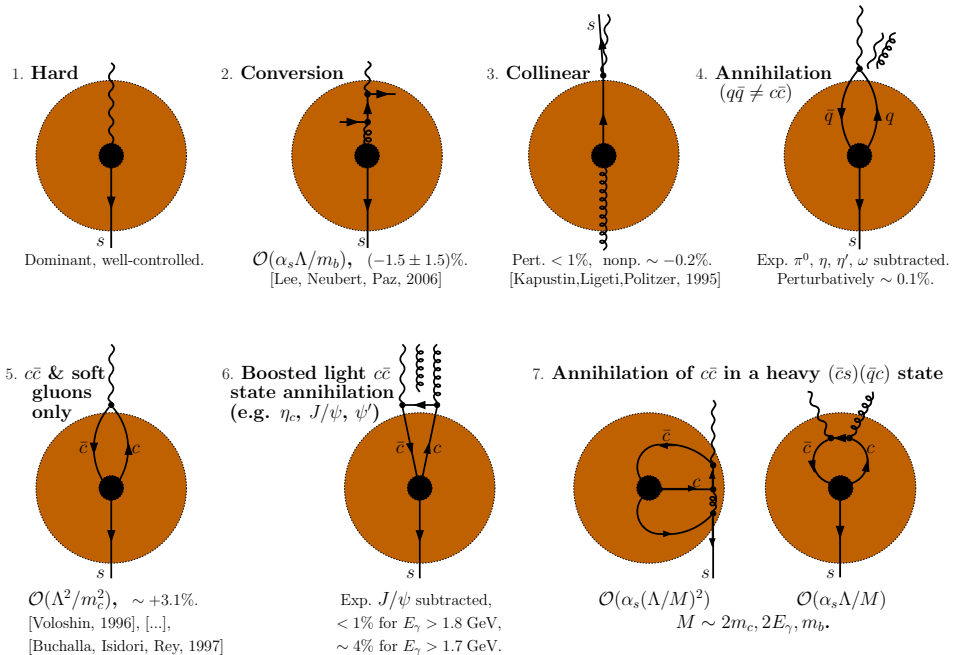 1. Hard
s
Dominant, well-controlled.
2. Conversion
O(α_sΛ/m_b), (−1.5 ± 1.5)%.
[Lee, Neubert, Paz, 2006]
3. Collinear
s
Pert. < 1%, nonp. ∼ −0.2%.
[Kapustin,Ligeti,Politzer, 1995]
4. Annihilation
(qq̄ ≠ cc̄)
q̄ q
s
Exp. π⁰, η, η′, ω subtracted.
Perturbatively ∼ 0.1%.
5. cc̄ & soft
gluons
only
c̄ c
s
O(Λ²/m_c²), ∼ +3.1%.
[Voloshin, 1996], [...],
[Buchalla, Isidori, Rey, 1997]
6. Boosted light cc̄
state annihilation
(e.g. η_c, J/ψ, ψ′)
c̄ c
s
Exp. J/ψ subtracted,
< 1% for E_γ > 1.8 GeV,
∼ 4% for E_γ > 1.7 GeV.
7. Annihilation of cc̄ in a heavy (c̄s)(q̄c) state
c̄
c
s
O(α_s(Λ/M)²)
c̄ c
s
O(α_sΛ/M)
M ∼ 2m_c, 2E_γ, m_b.